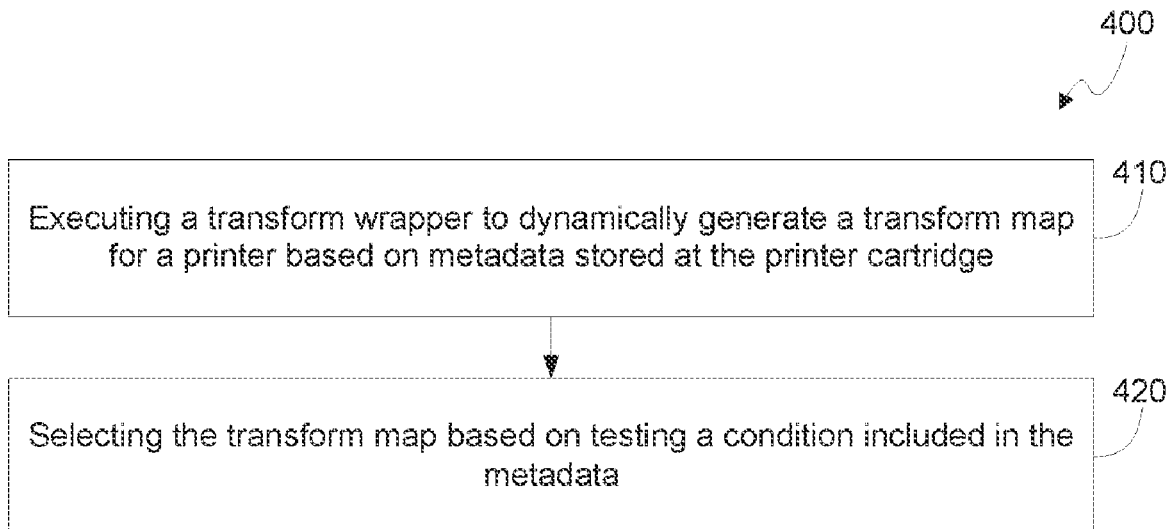 400
410
Executing a transform wrapper to dynamically generate a transform map
for a printer based on metadata stored at the printer cartridge
420
Selecting the transform map based on testing a condition included in the
metadata